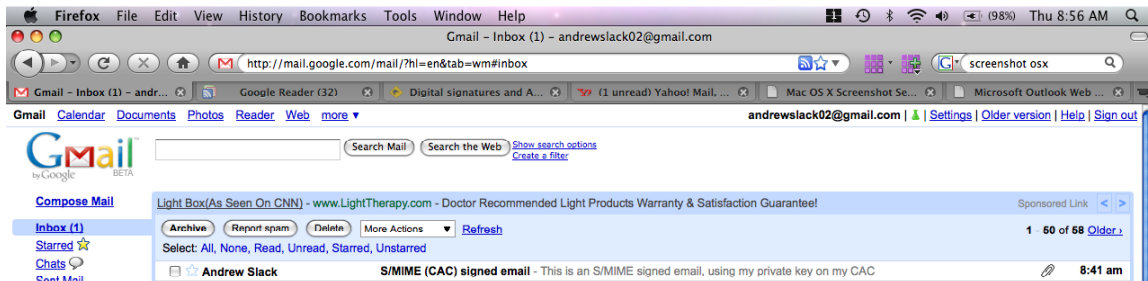 Firefox File Edit View History Bookmarks Tools Window Help (98%) Thu 8:56 AM
Gmail – Inbox (1) – andrewslack02@gmail.com
http://mail.google.com/mail/?hl=en&tab=wm#inbox screenshot osx
Gmail – Inbox (1) – andr... Google Reader (32) Digital signatures and A... (1 unread) Yahoo! Mail, ... Mac OS X Screenshot Se... Microsoft Outlook Web ...
Gmail Calendar Documents Photos Reader Web more ▼ andrewslack02@gmail.com | Settings | Older version | Help | Sign out
Gmail by Google BETA
Search Mail Search the Web Show search options
Create a filter
Compose Mail Light Box(As Seen On CNN) - www.LightTherapy.com - Doctor Recommended Light Products Warranty & Satisfaction Guarantee! Sponsored Link < >
Inbox (1) Archive Report spam Delete More Actions Refresh 1 - 50 of 58 Older ›
Starred Select: All, None, Read, Unread, Starred, Unstarred
Chats Andrew Slack S/MIME (CAC) signed email - This is an S/MIME signed email, using my private key on my CAC 8:41 am
Sent Mail